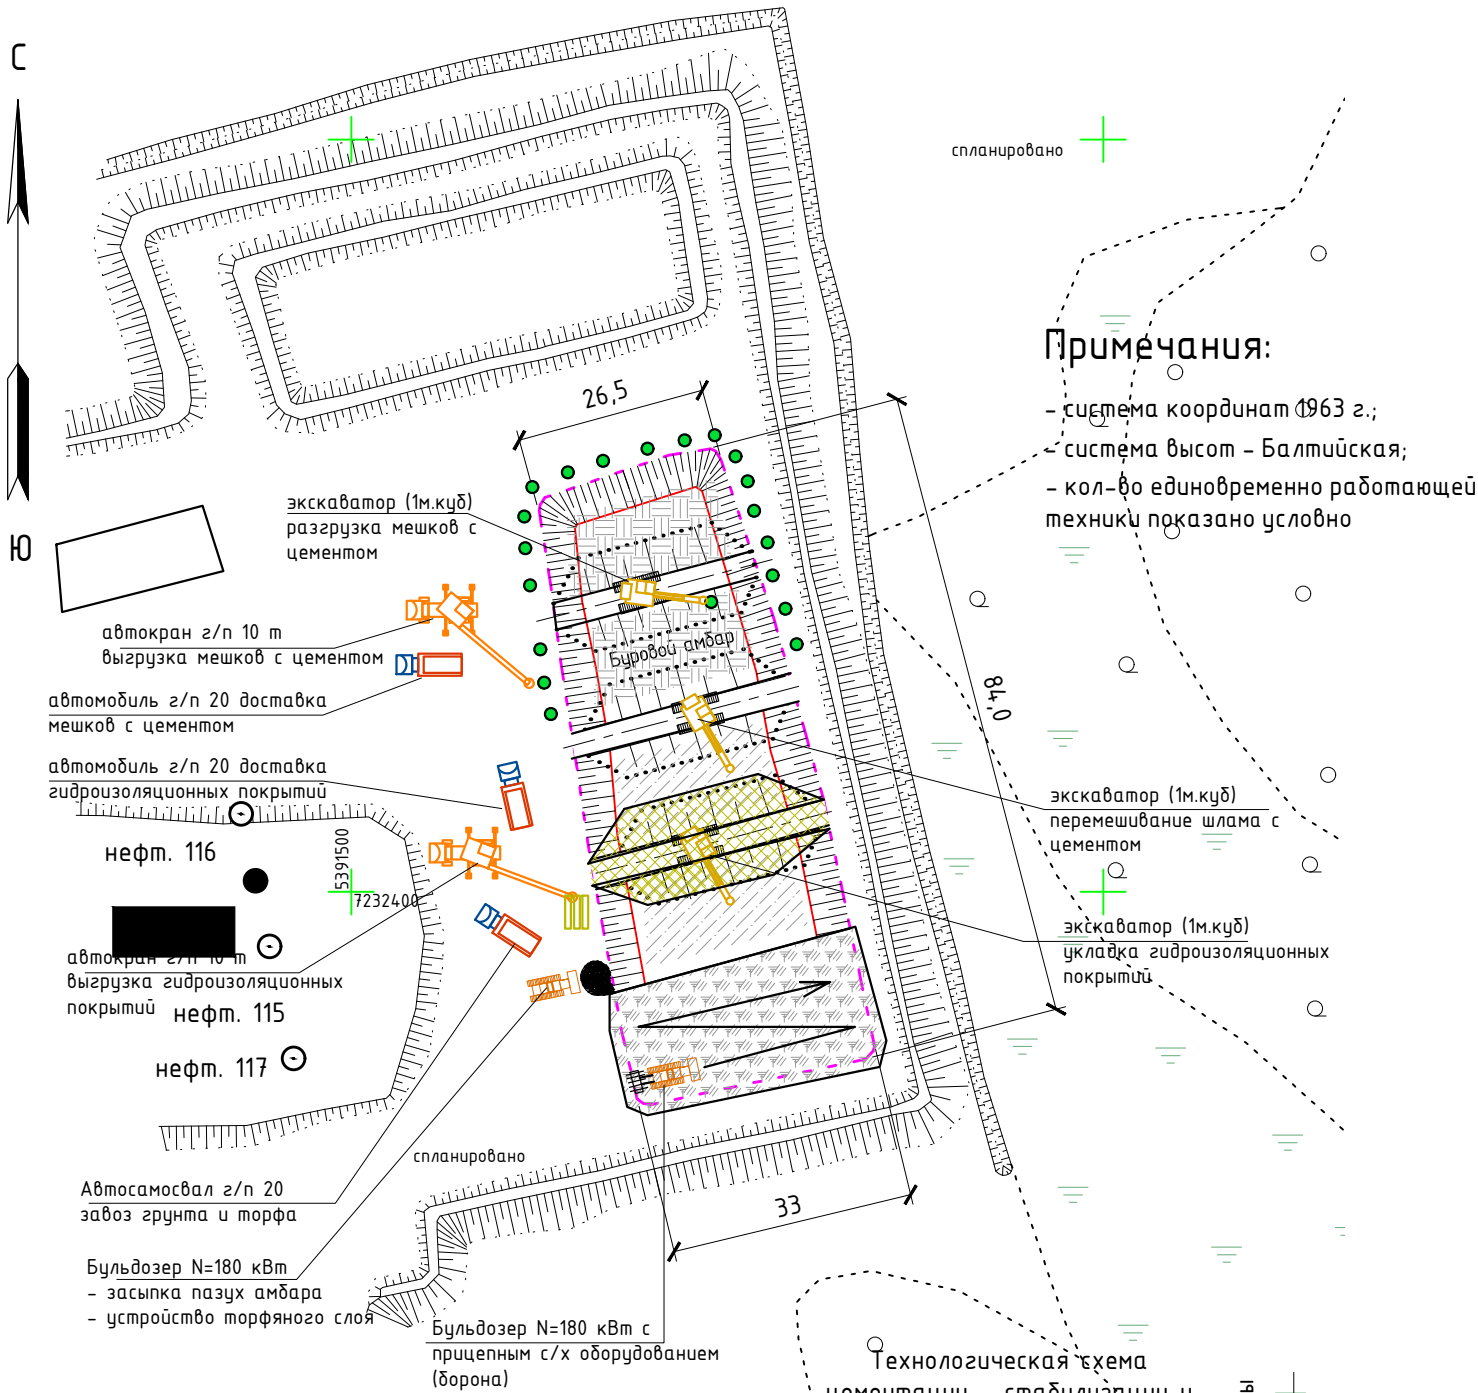 С
спланировано
Примечания:
- система координат 1963 г.;
- система высот - Балтийская;
- кол-во единовременно работающей
техники показано условно
26,5
экскаватор (1м.куб)
разгрузка мешков с
цементом
Ю
автокран г/п 10 т
выгрузка мешков с цементом
Буровой амбар
автомобиль г/п 20 доставка
мешков с цементом
84,0
автомобиль г/п 20 доставка
гидроизоляционных покрытий
экскаватор (1м.куб)
перемешивание шлама с
цементом
нефт. 116
5391500
7232400
экскаватор (1м.куб)
укладка гидроизоляционных
покрытий
автокран г/п 10 т
выгрузка гидроизоляционных
покрытий
нефт. 115
нефт. 117
спланировано
Автосамосвал г/п 20
завоз грунта и торфа
33
Бульдозер N=180 кВт
- засыпка пазух амбара
- устройство торфяного слоя
Бульдозер N=180 кВт с
прицепным с/х оборудованием
(борона)
Технологическая схема
цементации - стабилизации и